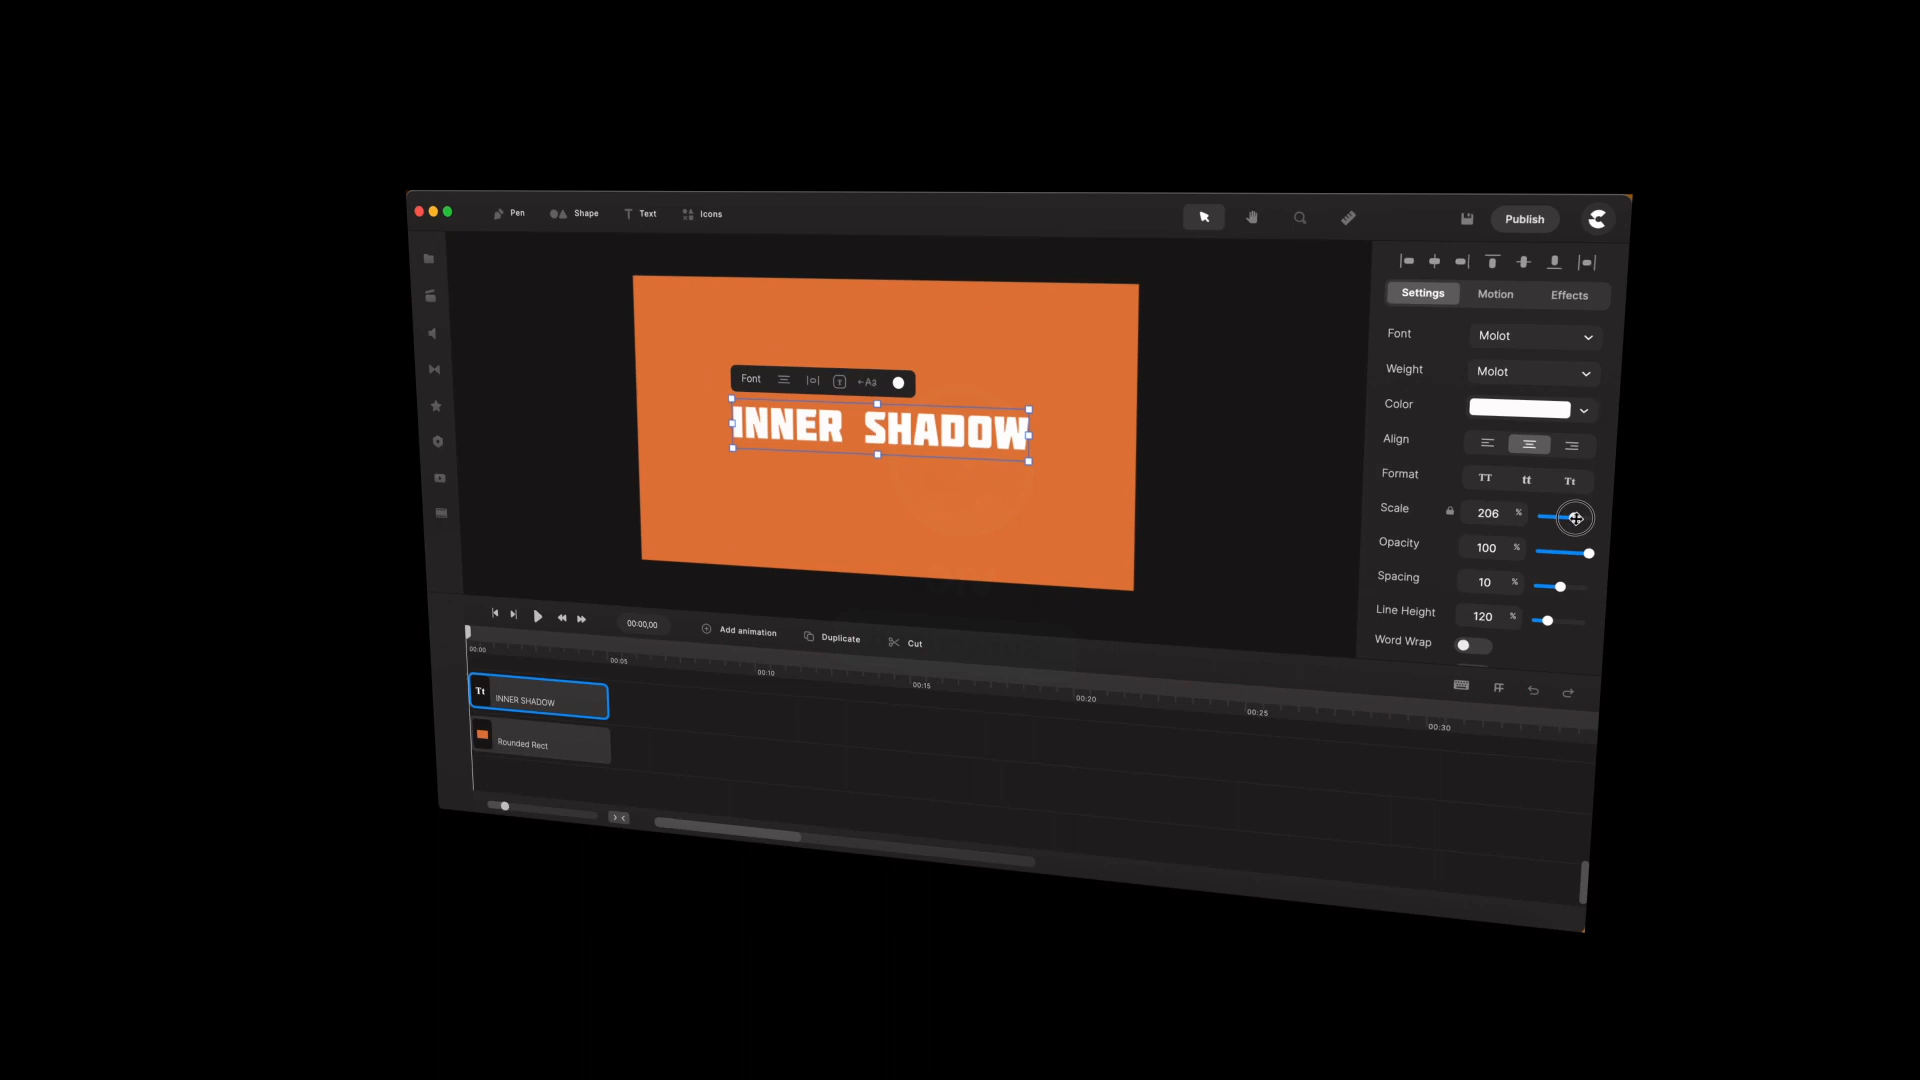 Pen Shape Text Icons Publish
Settings Motion Effects
Font Molot
Weight Molot
Color
Align
Format TT tt Tt
Scale 206 %
Opacity 100 %
Spacing 10 %
Line Height 120 %
Word Wrap
Font
INNER SHADOW
00:00,00 Add animation Duplicate Cut
00:00 00:05 00:10 00:15 00:20 00:25 00:30
Tt INNER SHADOW
Rounded Rect